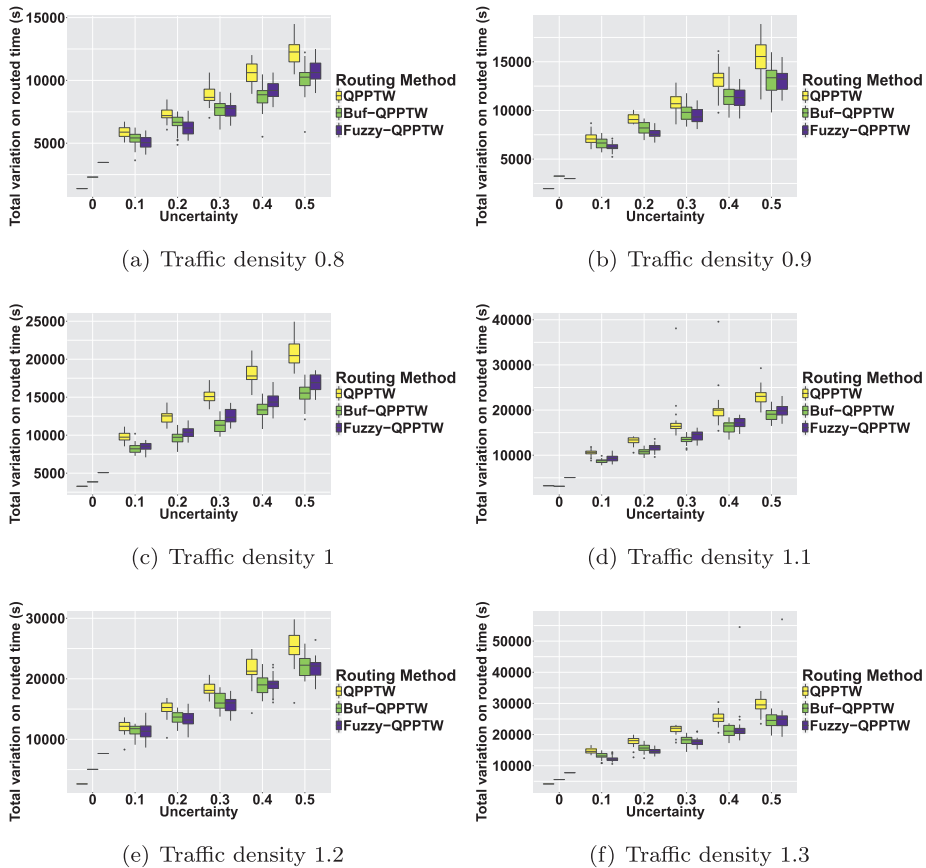 Total variation on routed time (s)
15000
10000
5000
0 0.1 0.2 0.3 0.4 0.5
Uncertainty
Routing Method
QPPTW
Buf-QPPTW
Fuzzy-QPPTW
(a) Traffic density 0.8
Total variation on routed time (s)
15000
10000
5000
0 0.1 0.2 0.3 0.4 0.5
Uncertainty
Routing Method
QPPTW
Buf-QPPTW
Fuzzy-QPPTW
(b) Traffic density 0.9
Total variation on routed time (s)
25000
20000
15000
10000
5000
0 0.1 0.2 0.3 0.4 0.5
Uncertainty
Routing Method
QPPTW
Buf-QPPTW
Fuzzy-QPPTW
(c) Traffic density 1
Total variation on routed time (s)
40000
30000
20000
10000
0 0.1 0.2 0.3 0.4 0.5
Uncertainty
Routing Method
QPPTW
Buf-QPPTW
Fuzzy-QPPTW
(d) Traffic density 1.1
Total variation on routed time (s)
30000
20000
10000
0 0.1 0.2 0.3 0.4 0.5
Uncertainty
Routing Method
QPPTW
Buf-QPPTW
Fuzzy-QPPTW
(e) Traffic density 1.2
Total variation on routed time (s)
50000
40000
30000
20000
10000
0 0.1 0.2 0.3 0.4 0.5
Uncertainty
Routing Method
QPPTW
Buf-QPPTW
Fuzzy-QPPTW
(f) Traffic density 1.3